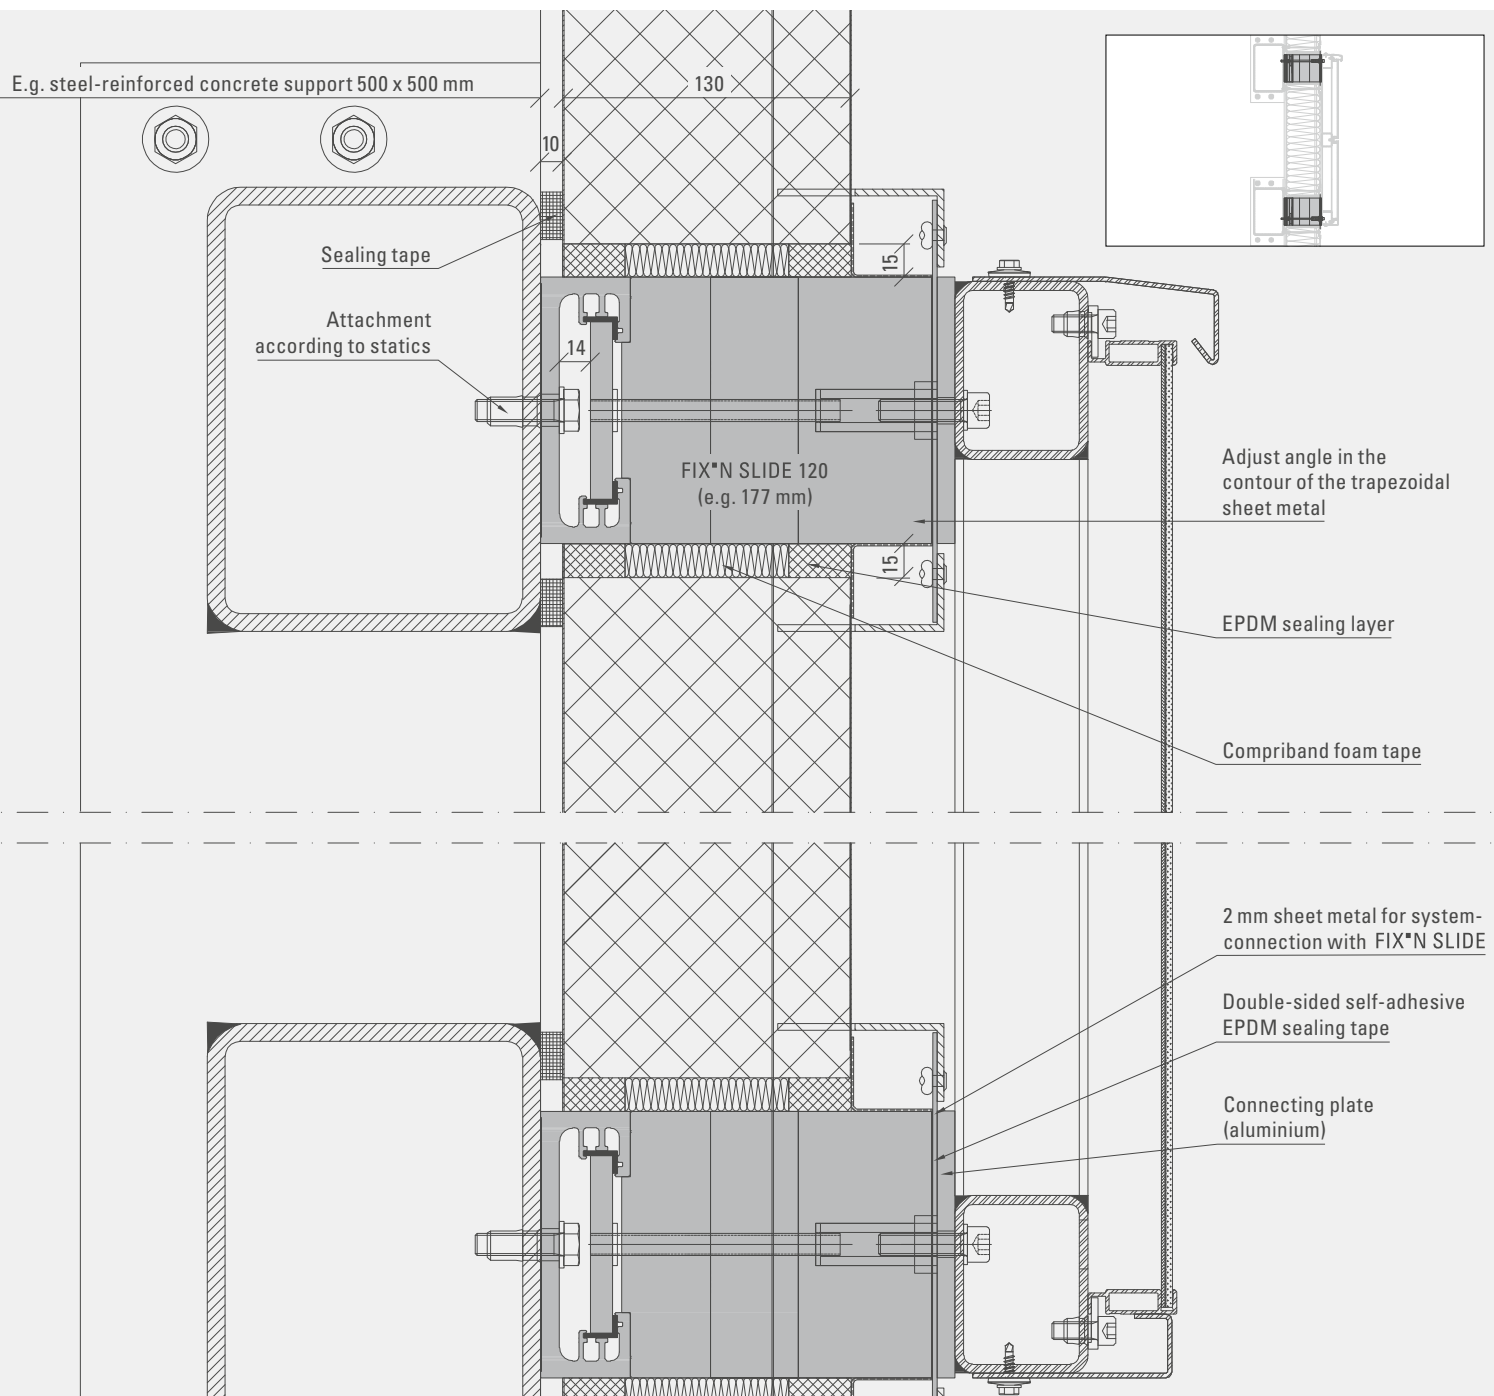 E.g. steel-reinforced concrete support 500 x 500 mm
130
10
Sealing tape
15
Attachment
according to statics
14
FIX■N SLIDE 120
(e.g. 177 mm)
Adjust angle in the
contour of the trapezoidal
sheet metal
15
EPDM sealing layer
Compriband foam tape
2 mm sheet metal for system-
connection with FIX■N SLIDE
Double-sided self-adhesive
EPDM sealing tape
Connecting plate
(aluminium)